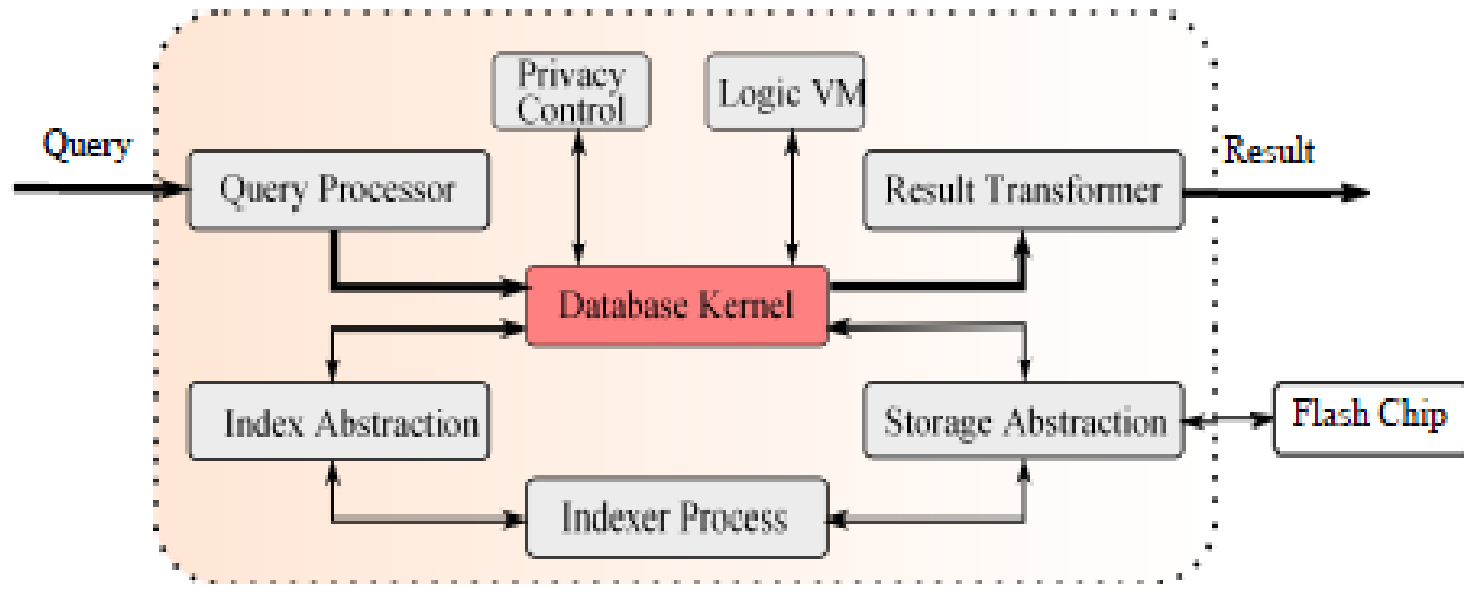 Privacy
Control
Logic VM
Query
Result
Query Processor
Result Transformer
Database Kernel
Index Abstraction
Storage Abstraction
Flash Chip
Indexer Process